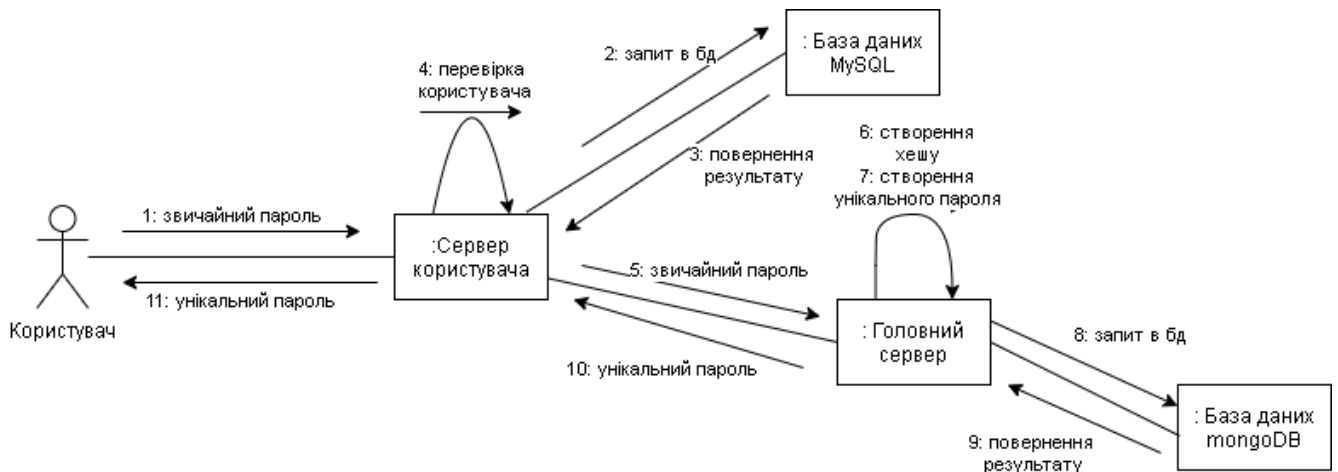 : База даних
MySQL
2: запит в бд
4: перевірка
користувача
3: повернення
результату
6: створення
хешу
7: створення
унікального пароля
1: звичайний пароль
:Сервер
користувача
5: звичайний пароль
11: унікальний пароль
Користувач
: Головний
сервер
8: запит в бд
10: унікальний пароль
: База даних
mongoDB
9: повернення
результату